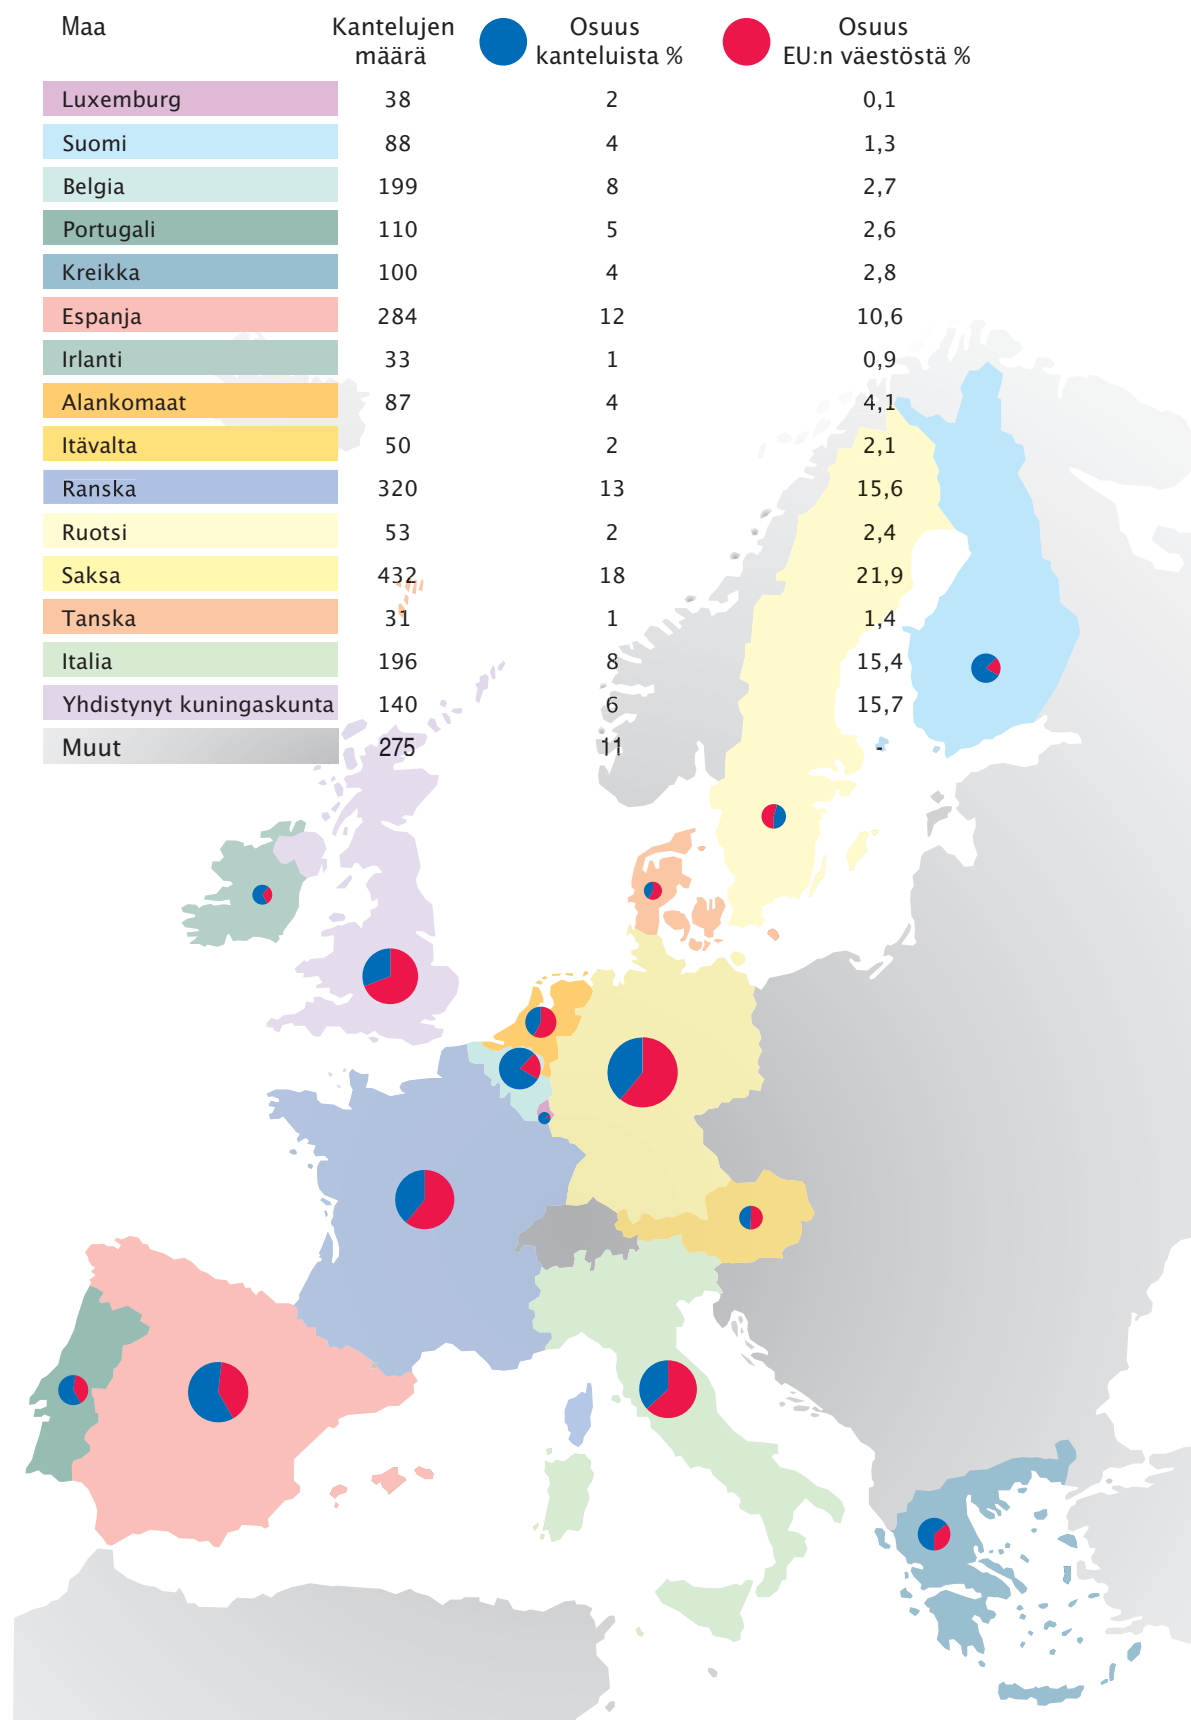 Maa Kantelujen määrä Osuus kanteluista % Osuus EU:n väestöstä %
Luxemburg 38 2 0,1
Suomi 88 4 1,3
Belgia 199 8 2,7
Portugali 110 5 2,6
Kreikka 100 4 2,8
Espanja 284 12 10,6
Irlanti 33 1 0,9
Alankomaat 87 4 4,1
Itävalta 50 2 2,1
Ranska 320 13 15,6
Ruotsi 53 2 2,4
Saksa 432 18 21,9
Tanska 31 1 1,4
Italia 196 8 15,4
Yhdistynyt kuningaskunta 140 6 15,7
Muut 275 11 -